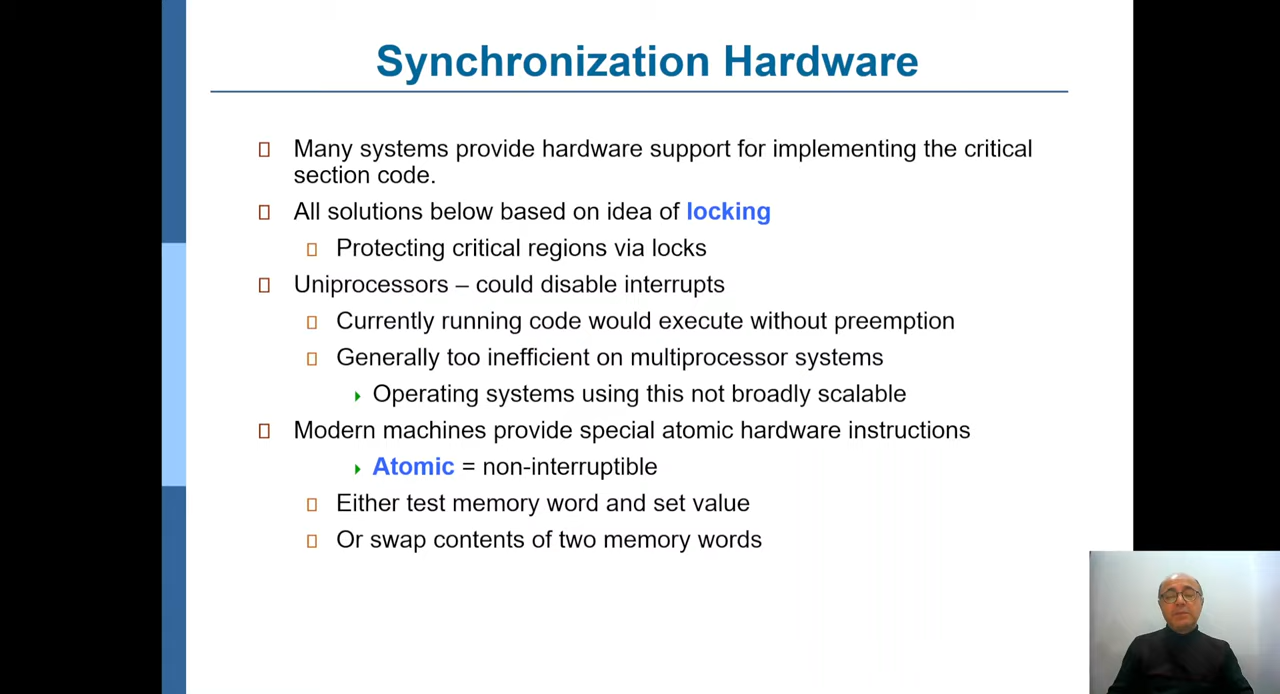 Synchronization Hardware
Many systems provide hardware support for implementing the critical
section code.
All solutions below based on idea of locking
Protecting critical regions via locks
Uniprocessors – could disable interrupts
Currently running code would execute without preemption
Generally too inefficient on multiprocessor systems
Operating systems using this not broadly scalable
Modern machines provide special atomic hardware instructions
Atomic = non-interruptible
Either test memory word and set value
Or swap contents of two memory words